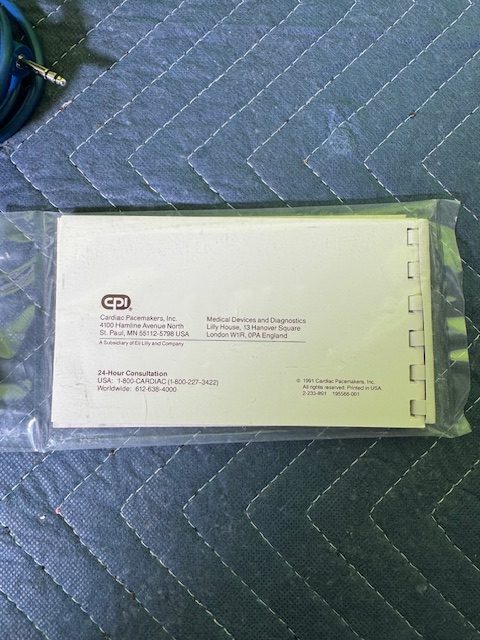 CPI®
Cardiac Pacemakers, Inc.
4100 Hamline Avenue North
St. Paul, MN 55112-5798 USA
A Subsidiary of Eli Lilly and Company
Medical Devices and Diagnostics
Lilly House, 13 Hanover Square
London W1R, 0PA England
24-Hour Consultation
USA: 1-800-CARDIAC (1-800-227-3422)
Worldwide: 612-638-4000
© 1991 Cardiac Pacemakers, Inc.
All rights reserved. Printed in USA.
2-233-8/91 195566-001